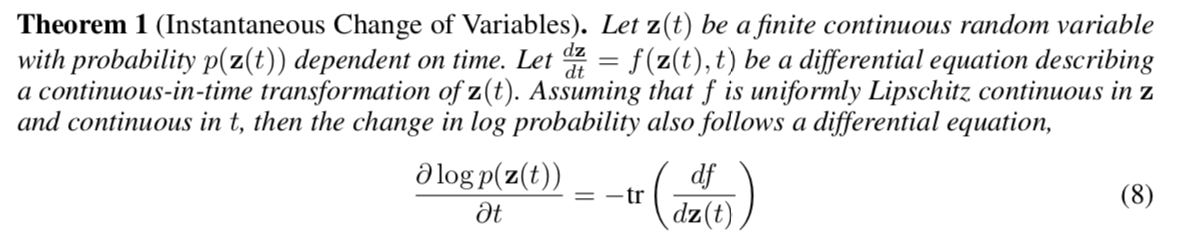 Theorem 1 (Instantaneous Change of Variables). Let z(t) be a finite continuous random variable
with probability p(z(t)) dependent on time. Let dz/dt = f(z(t), t) be a differential equation describing
a continuous-in-time transformation of z(t). Assuming that f is uniformly Lipschitz continuous in z
and continuous in t, then the change in log probability also follows a differential equation,
∂ log p(z(t)) / ∂t = −tr ( df / dz(t) ) (8)